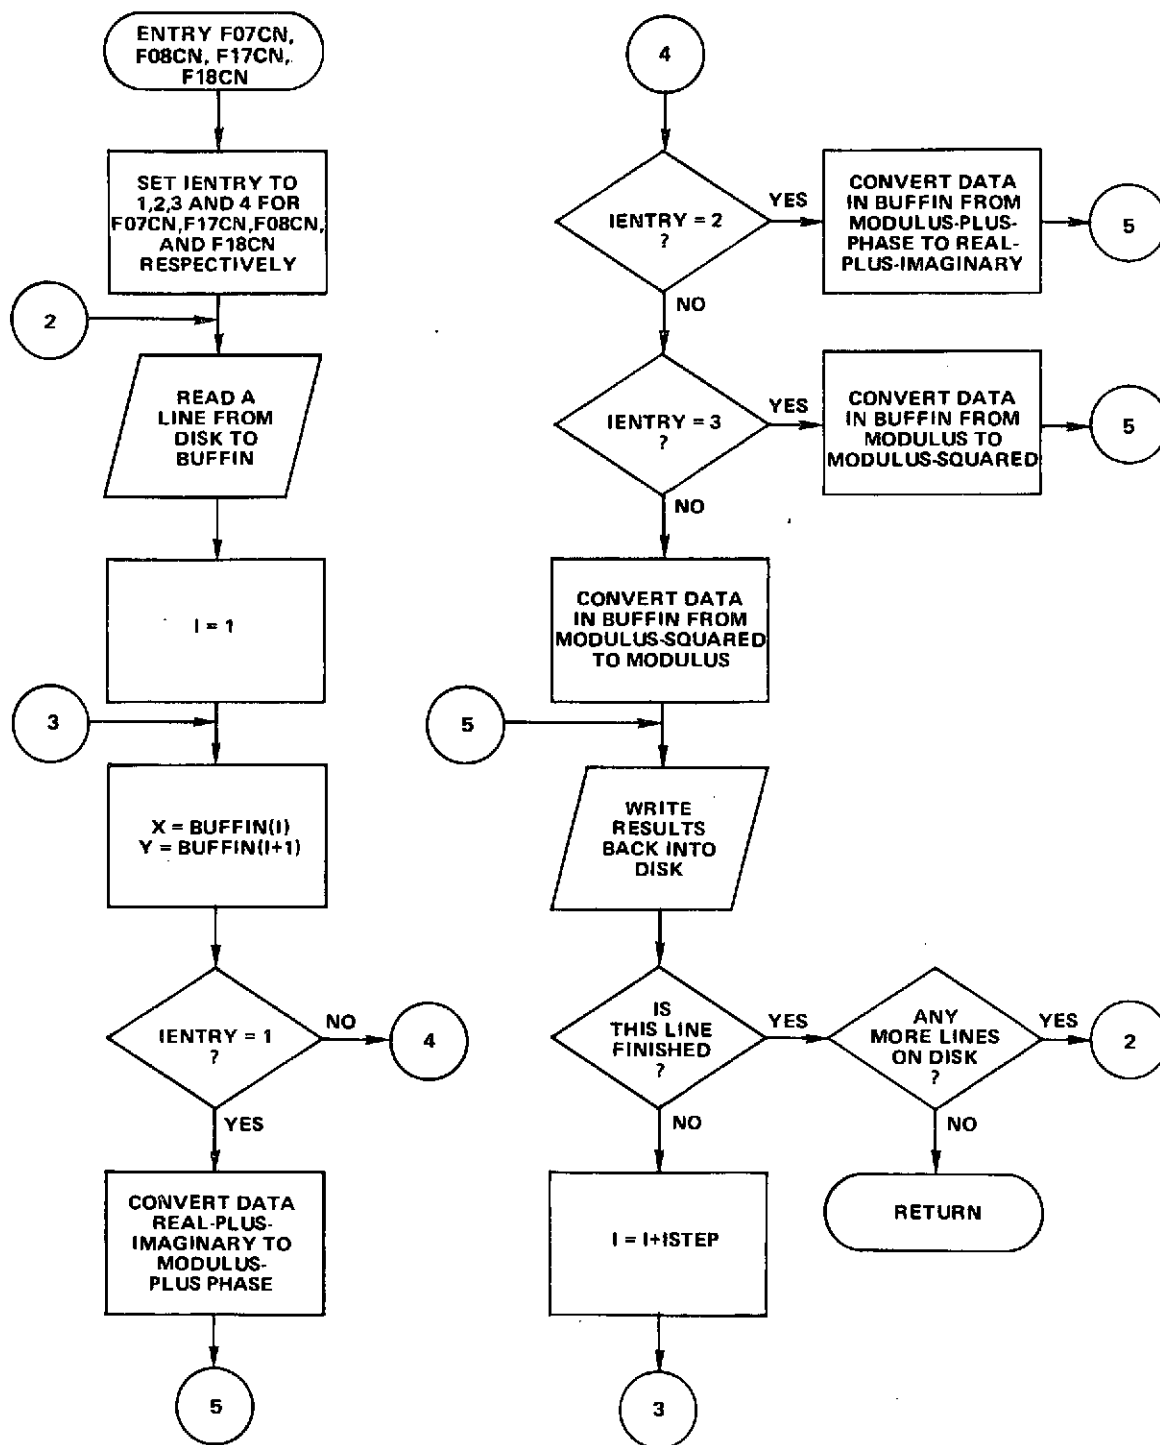 ENTRY F07CN,
F08CN, F17CN,
F18CN
SET IENTRY TO
1,2,3 AND 4 FOR
F07CN,F17CN,F08CN,
AND F18CN
RESPECTIVELY
2
READ A
LINE FROM
DISK TO
BUFFIN
I = 1
3
X = BUFFIN(I)
Y = BUFFIN(I+1)
IENTRY = 1
?
NO
4
YES
CONVERT DATA
REAL-PLUS-
IMAGINARY TO
MODULUS-
PLUS PHASE
5
4
IENTRY = 2
?
YES
CONVERT DATA
IN BUFFIN FROM
MODULUS-PLUS-
PHASE TO REAL-
PLUS-IMAGINARY
5
NO
IENTRY = 3
?
YES
CONVERT DATA
IN BUFFIN FROM
MODULUS TO
MODULUS-SQUARED
5
NO
CONVERT DATA
IN BUFFIN FROM
MODULUS-SQUARED
TO MODULUS
5
WRITE
RESULTS
BACK INTO
DISK
IS
THIS LINE
FINISHED
?
YES
ANY
MORE LINES
ON DISK
?
YES
2
NO
RETURN
NO
I = I+ISTEP
3